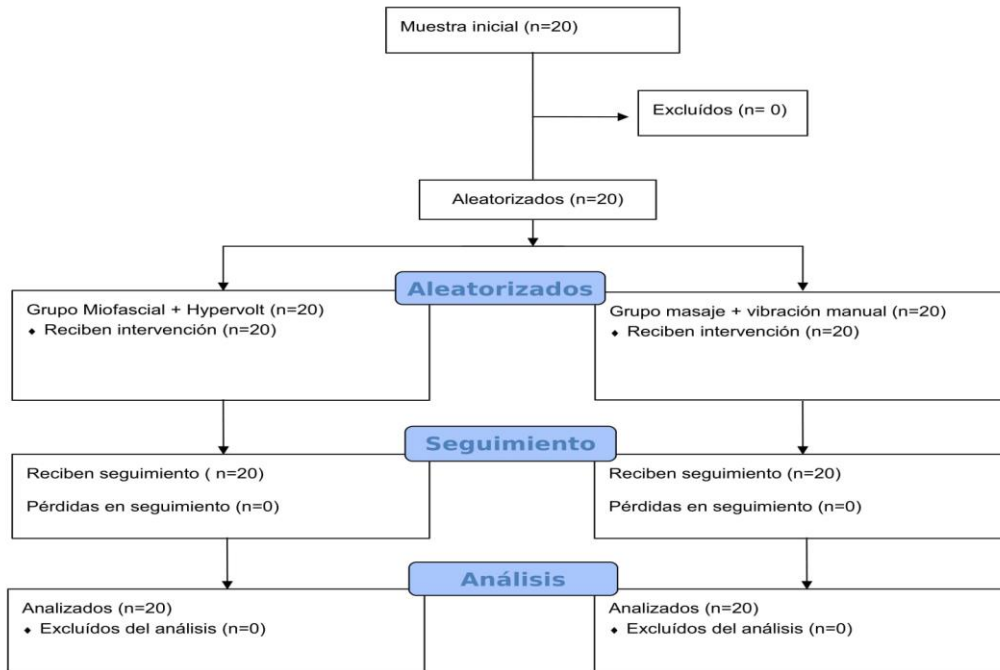 Muestra inicial (n=20)
Excluídos (n= 0)
Aleatorizados (n=20)
Aleatorizados
Grupo Miofascial + Hypervolt (n=20)
♦ Reciben intervención (n=20)
Grupo masaje + vibración manual (n=20)
♦ Reciben intervención (n=20)
Seguimiento
Reciben seguimiento ( n=20)
Pérdidas en seguimiento (n=0)
Reciben seguimiento (n=20)
Pérdidas en seguimiento (n=0)
Análisis
Analizados (n=20)
♦ Excluídos del análisis (n=0)
Analizados (n=20)
♦ Excluídos del análisis (n=0)